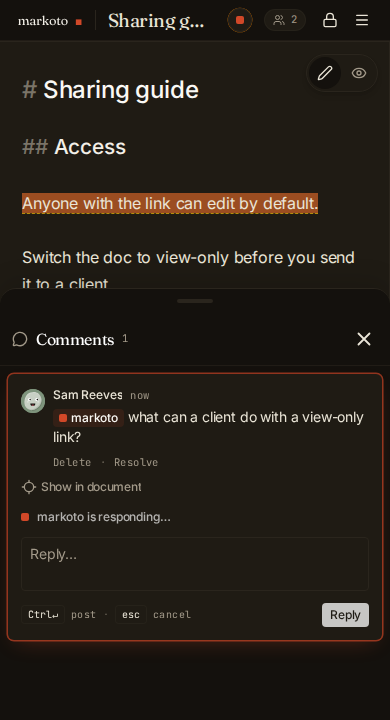 markoto
Sharing g...
2
# Sharing guide
## Access
Anyone with the link can edit by default.
Switch the doc to view-only before you send
it to a client
Comments 1
Sam Reeves now
markoto what can a client do with a view-only
link?
Delete · Resolve
Show in document
markoto is responding...
Reply...
Ctrl↵ post · esc cancel
Reply